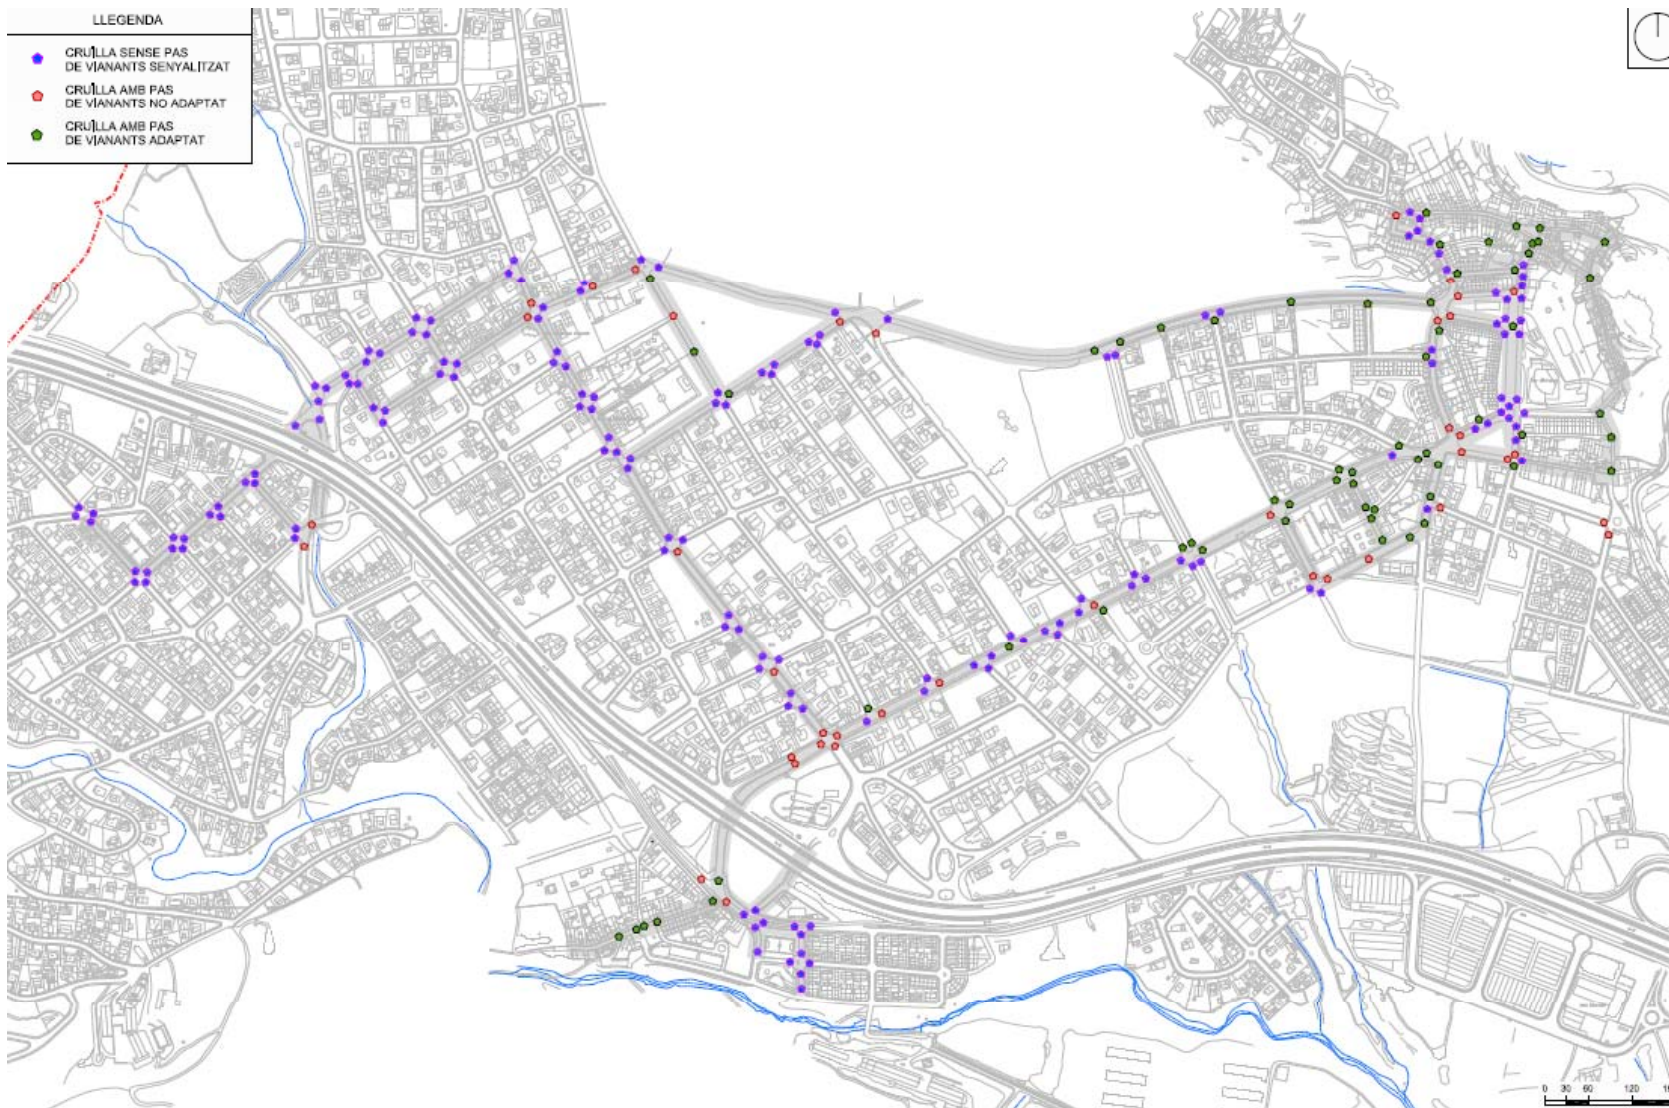 LLEGENDA
CRUÏLLA SENSE PAS
DE VIANANTS SENYALITZAT
CRUÏLLA AMB PAS
DE VIANANTS NO ADAPTAT
CRUÏLLA AMB PAS
DE VIANANTS ADAPTAT
0 30 60 120